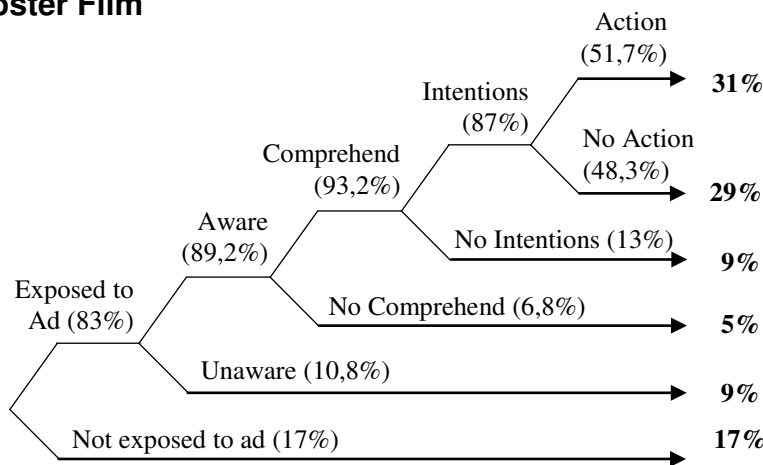 Film
Action
(51,7%)
31%
Intentions
(87%)
No Action
(48,3%)
29%
Comprehend
(93,2%)
No Intentions (13%)
9%
Aware
(89,2%)
No Comprehend (6,8%)
5%
Exposed to
Ad (83%)
Unaware (10,8%)
9%
Not exposed to ad (17%)
17%